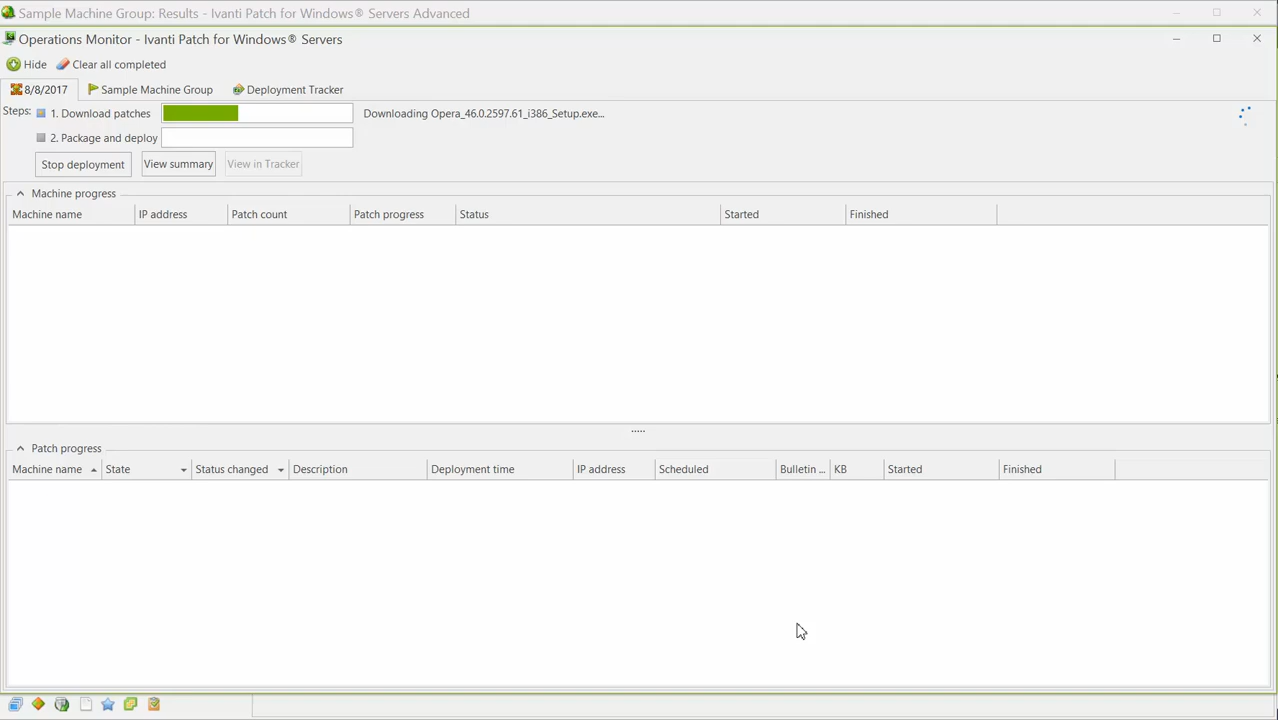 Sample Machine Group: Results - Ivanti Patch for Windows® Servers Advanced
Operations Monitor - Ivanti Patch for Windows® Servers
Hide Clear all completed
8/8/2017 Sample Machine Group Deployment Tracker
Steps: 1. Download patches Downloading Opera_46.0.2597.61_i386_Setup.exe...
2. Package and deploy
Stop deployment View summary View in Tracker
Machine progress
Machine name IP address Patch count Patch progress Status Started Finished
Patch progress
Machine name State Status changed Description Deployment time IP address Scheduled Bulletin ... KB Started Finished